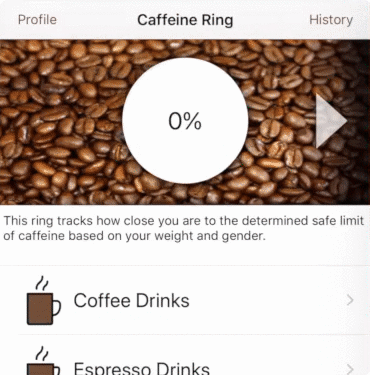 Profile Caffeine Ring History
0%
This ring tracks how close you are to the determined safe limit
of caffeine based on your weight and gender.
Coffee Drinks
Espresso Drinks